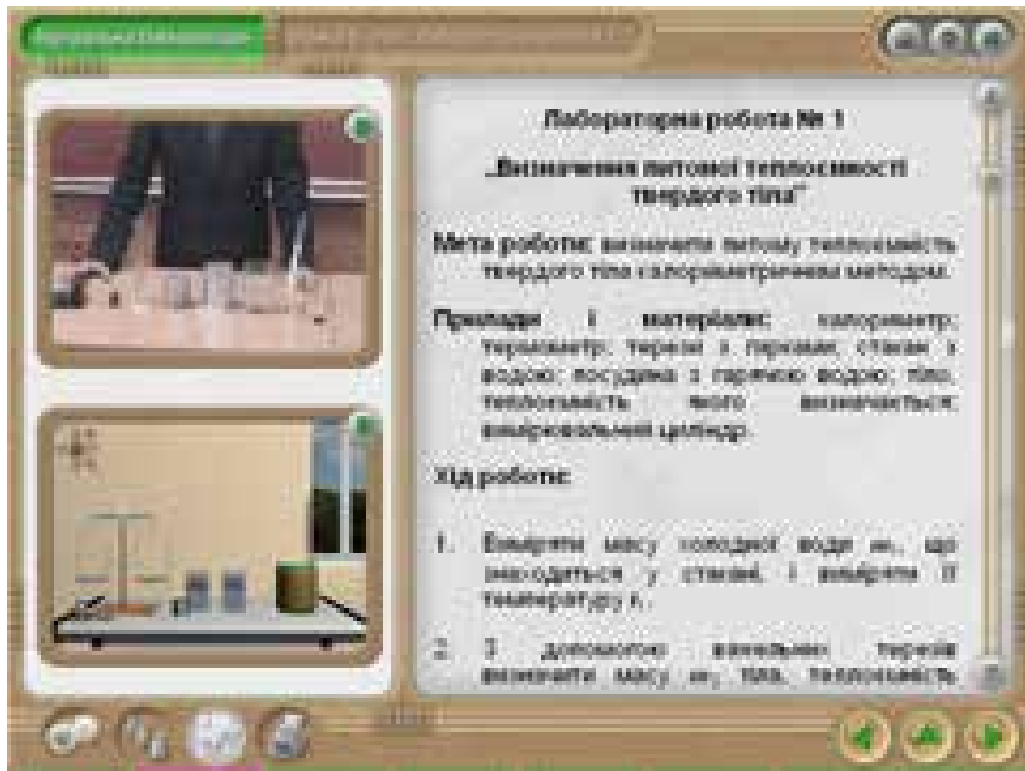 Лабораторна робота № 1
„Визначення питомої теплоємності
твердого тіла”
Мета роботи: визначити питому теплоємність
твердого тіла калориметричним методом.
Прилади і матеріали: калориметр;
термометр; терези з гирками; стакан з
водою; посудина з гарячою водою; тіло,
теплоємність якого визначається;
вимірювальний циліндр.
Хід роботи:
1. Виміряти масу холодної води m₁, що
знаходиться у стакані, і виміряти її
температуру t₁.
2. З допомогою важільних терезів
визначити масу m₂ тіла, теплоємність